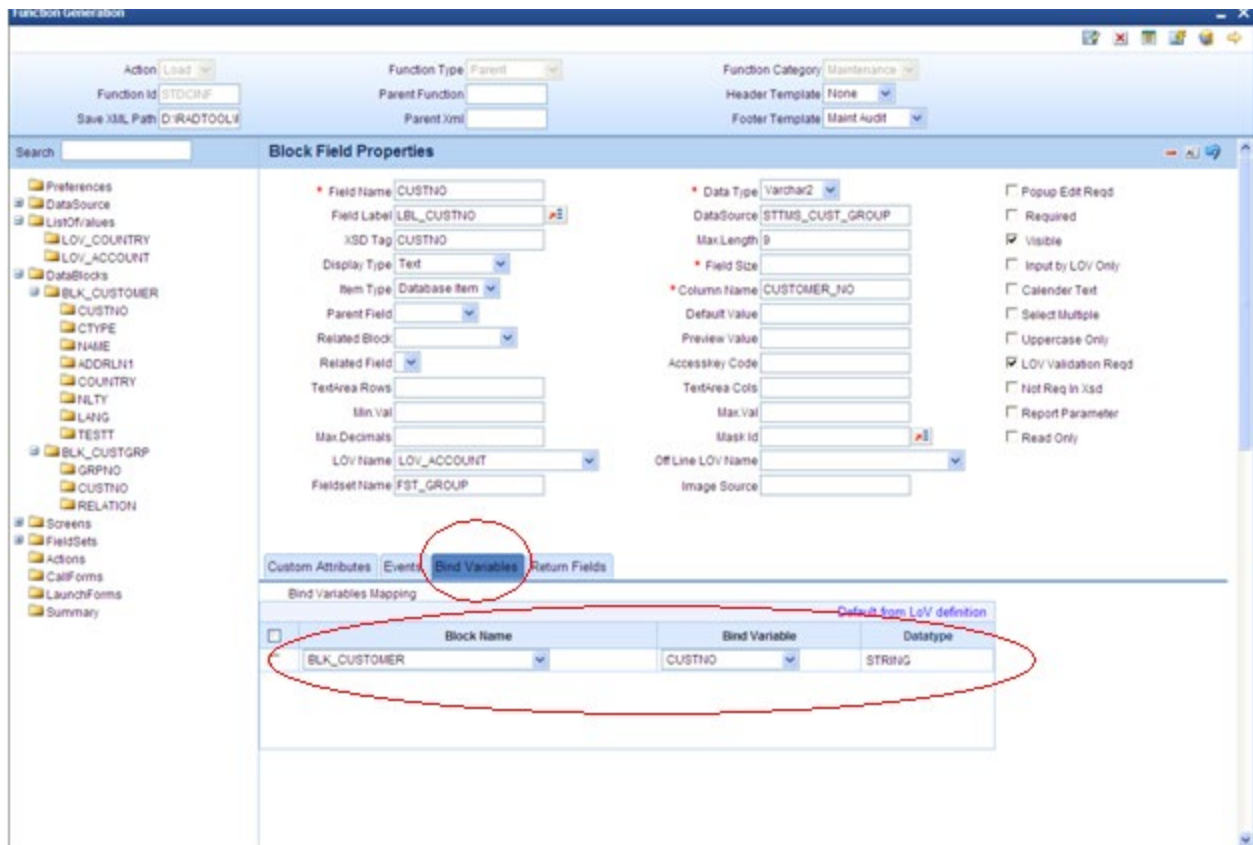 Function Generation
Action Load Function Type Parent Function Category Maintenance
Function Id STDCINF Parent Function Header Template None
Save XML Path D:\RADTOOL\ Parent Xml Footer Template Maint Audit
Search Block Field Properties
Preferences
DataSource
ListOfValues
LOV_COUNTRY
LOV_ACCOUNT
DataBlocks
BLK_CUSTOMER
CUSTNO
CTYPE
NAME
ADDRLN1
COUNTRY
NLTY
LANG
TESTT
BLK_CUSTGRP
GRPNO
CUSTNO
RELATION
Screens
FieldSets
Actions
CallForms
LaunchForms
Summary
* Field Name CUSTNO * Data Type Varchar2 Popup Edit Reqd
Field Label LBL_CUSTNO DataSource STTMS_CUST_GROUP Required
XSD Tag CUSTNO Max.Length 9 Visible
Display Type Text * Field Size Input by LOV Only
Item Type Database Item * Column Name CUSTOMER_NO Calender Text
Parent Field Default Value Select Multiple
Related Block Preview Value Uppercase Only
Related Field Accesskey Code LOV Validation Reqd
TextArea Rows TextArea Cols Not Req In Xsd
Min.Val Max.Val Report Parameter
Max.Decimals Mask Id Read Only
LOV Name LOV_ACCOUNT Off Line LOV Name
Fieldset Name FST_GROUP Image Source
Custom Attributes Events Bind Variables Return Fields
Bind Variables Mapping
Default from LoV definition
Block Name Bind Variable Datatype
BLK_CUSTOMER CUSTNO STRING